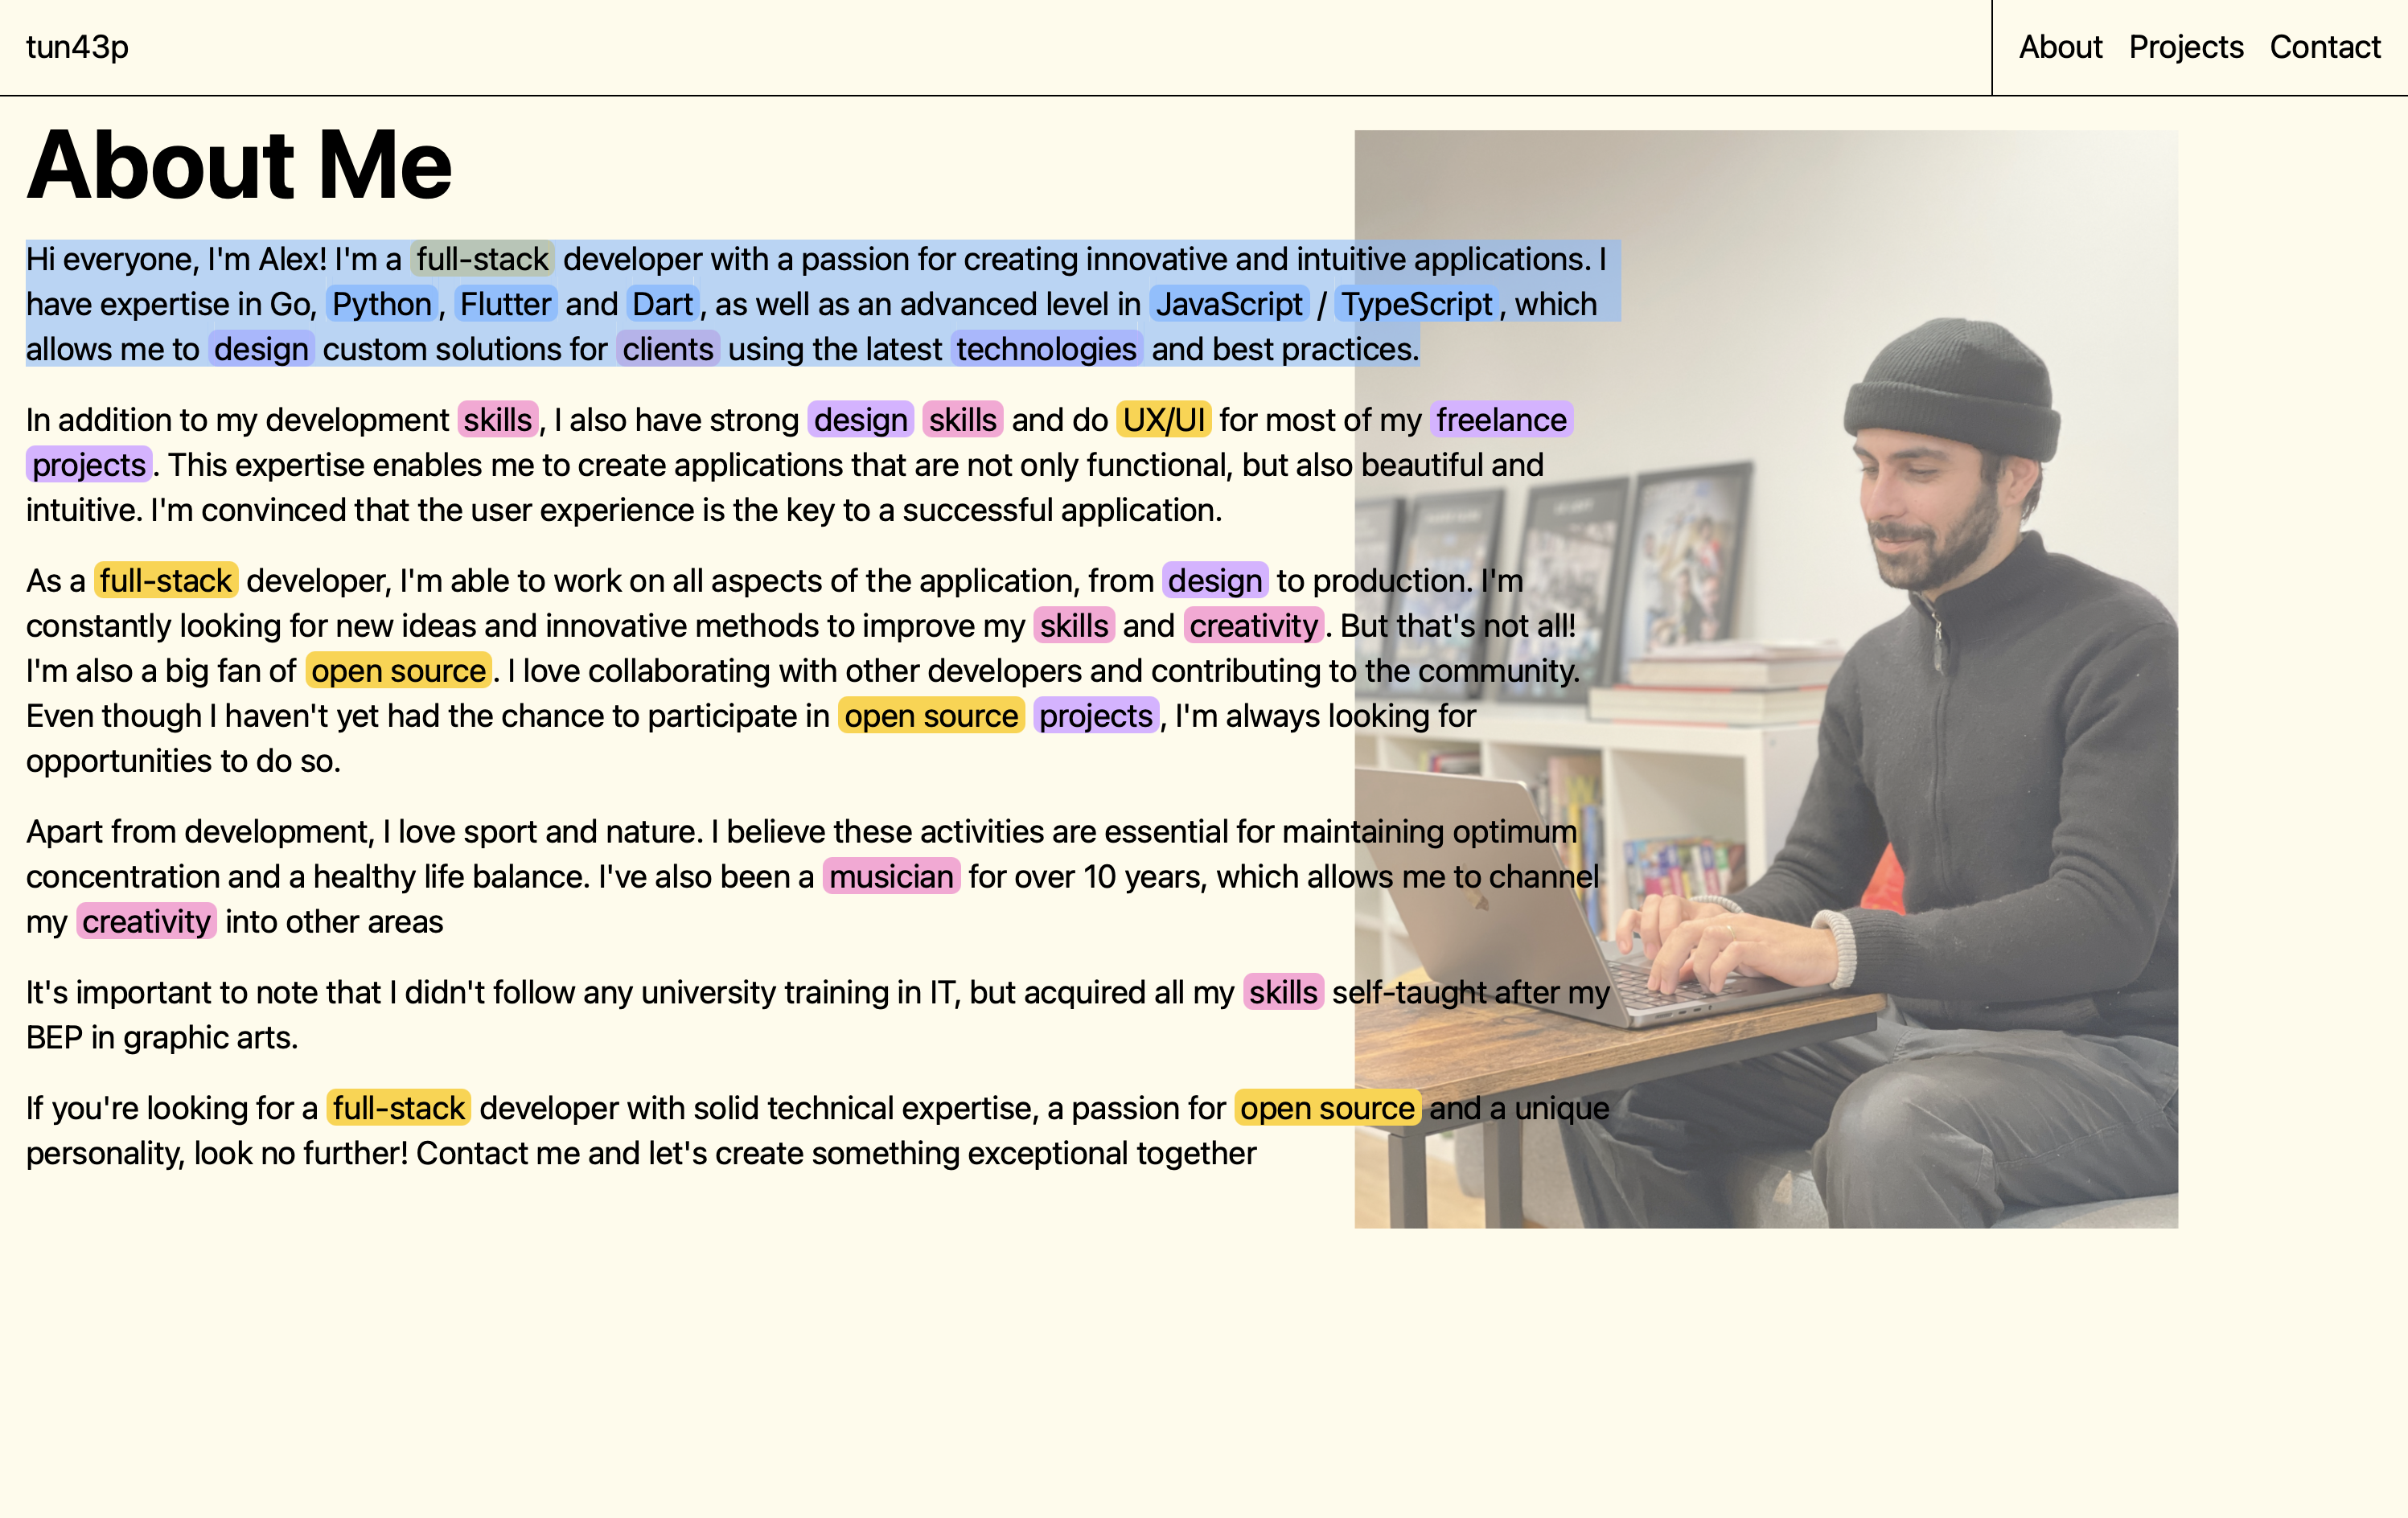 tun43p
About Projects Contact
About Me
Hi everyone, I'm Alex! I'm a full-stack developer with a passion for creating innovative and intuitive applications. I
have expertise in Go, Python, Flutter and Dart, as well as an advanced level in JavaScript / TypeScript, which
allows me to design custom solutions for clients using the latest technologies and best practices.
In addition to my development skills, I also have strong design skills and do UX/UI for most of my freelance
projects. This expertise enables me to create applications that are not only functional, but also beautiful and
intuitive. I'm convinced that the user experience is the key to a successful application.
As a full-stack developer, I'm able to work on all aspects of the application, from design to production. I'm
constantly looking for new ideas and innovative methods to improve my skills and creativity. But that's not all!
I'm also a big fan of open source. I love collaborating with other developers and contributing to the community.
Even though I haven't yet had the chance to participate in open source projects, I'm always looking for
opportunities to do so.
Apart from development, I love sport and nature. I believe these activities are essential for maintaining optimum
concentration and a healthy life balance. I've also been a musician for over 10 years, which allows me to channel
my creativity into other areas
It's important to note that I didn't follow any university training in IT, but acquired all my skills self-taught after my
BEP in graphic arts.
If you're looking for a full-stack developer with solid technical expertise, a passion for open source and a unique
personality, look no further! Contact me and let's create something exceptional together